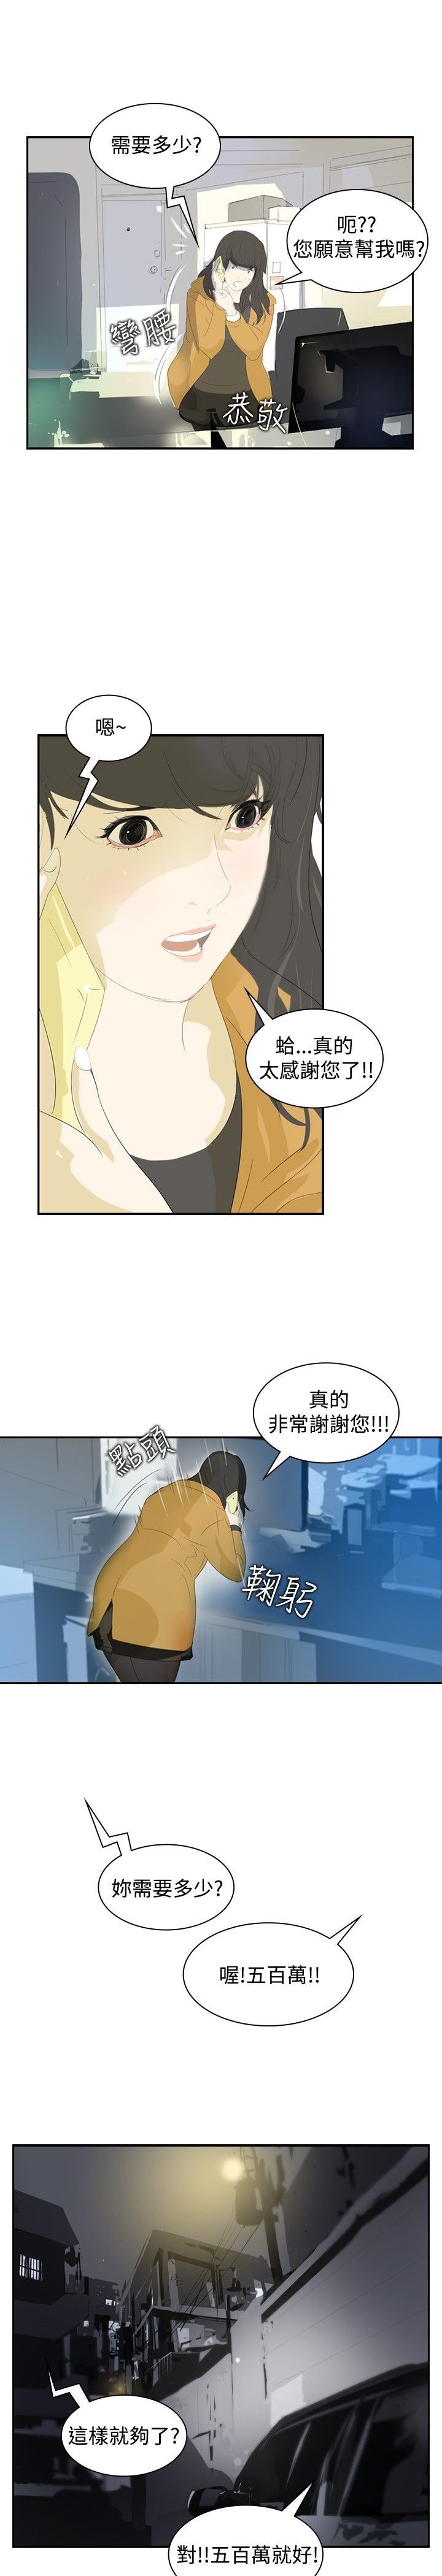 需要多少?
呃??
您願意幫我嗎?
彎腰
恭敬
嗯~
蛤...真的
太感謝您了!!
真的
非常謝謝您!!!
點頭
鞠躬
妳需要多少?
喔!五百萬!!
這樣就夠了?
對!!五百萬就好!